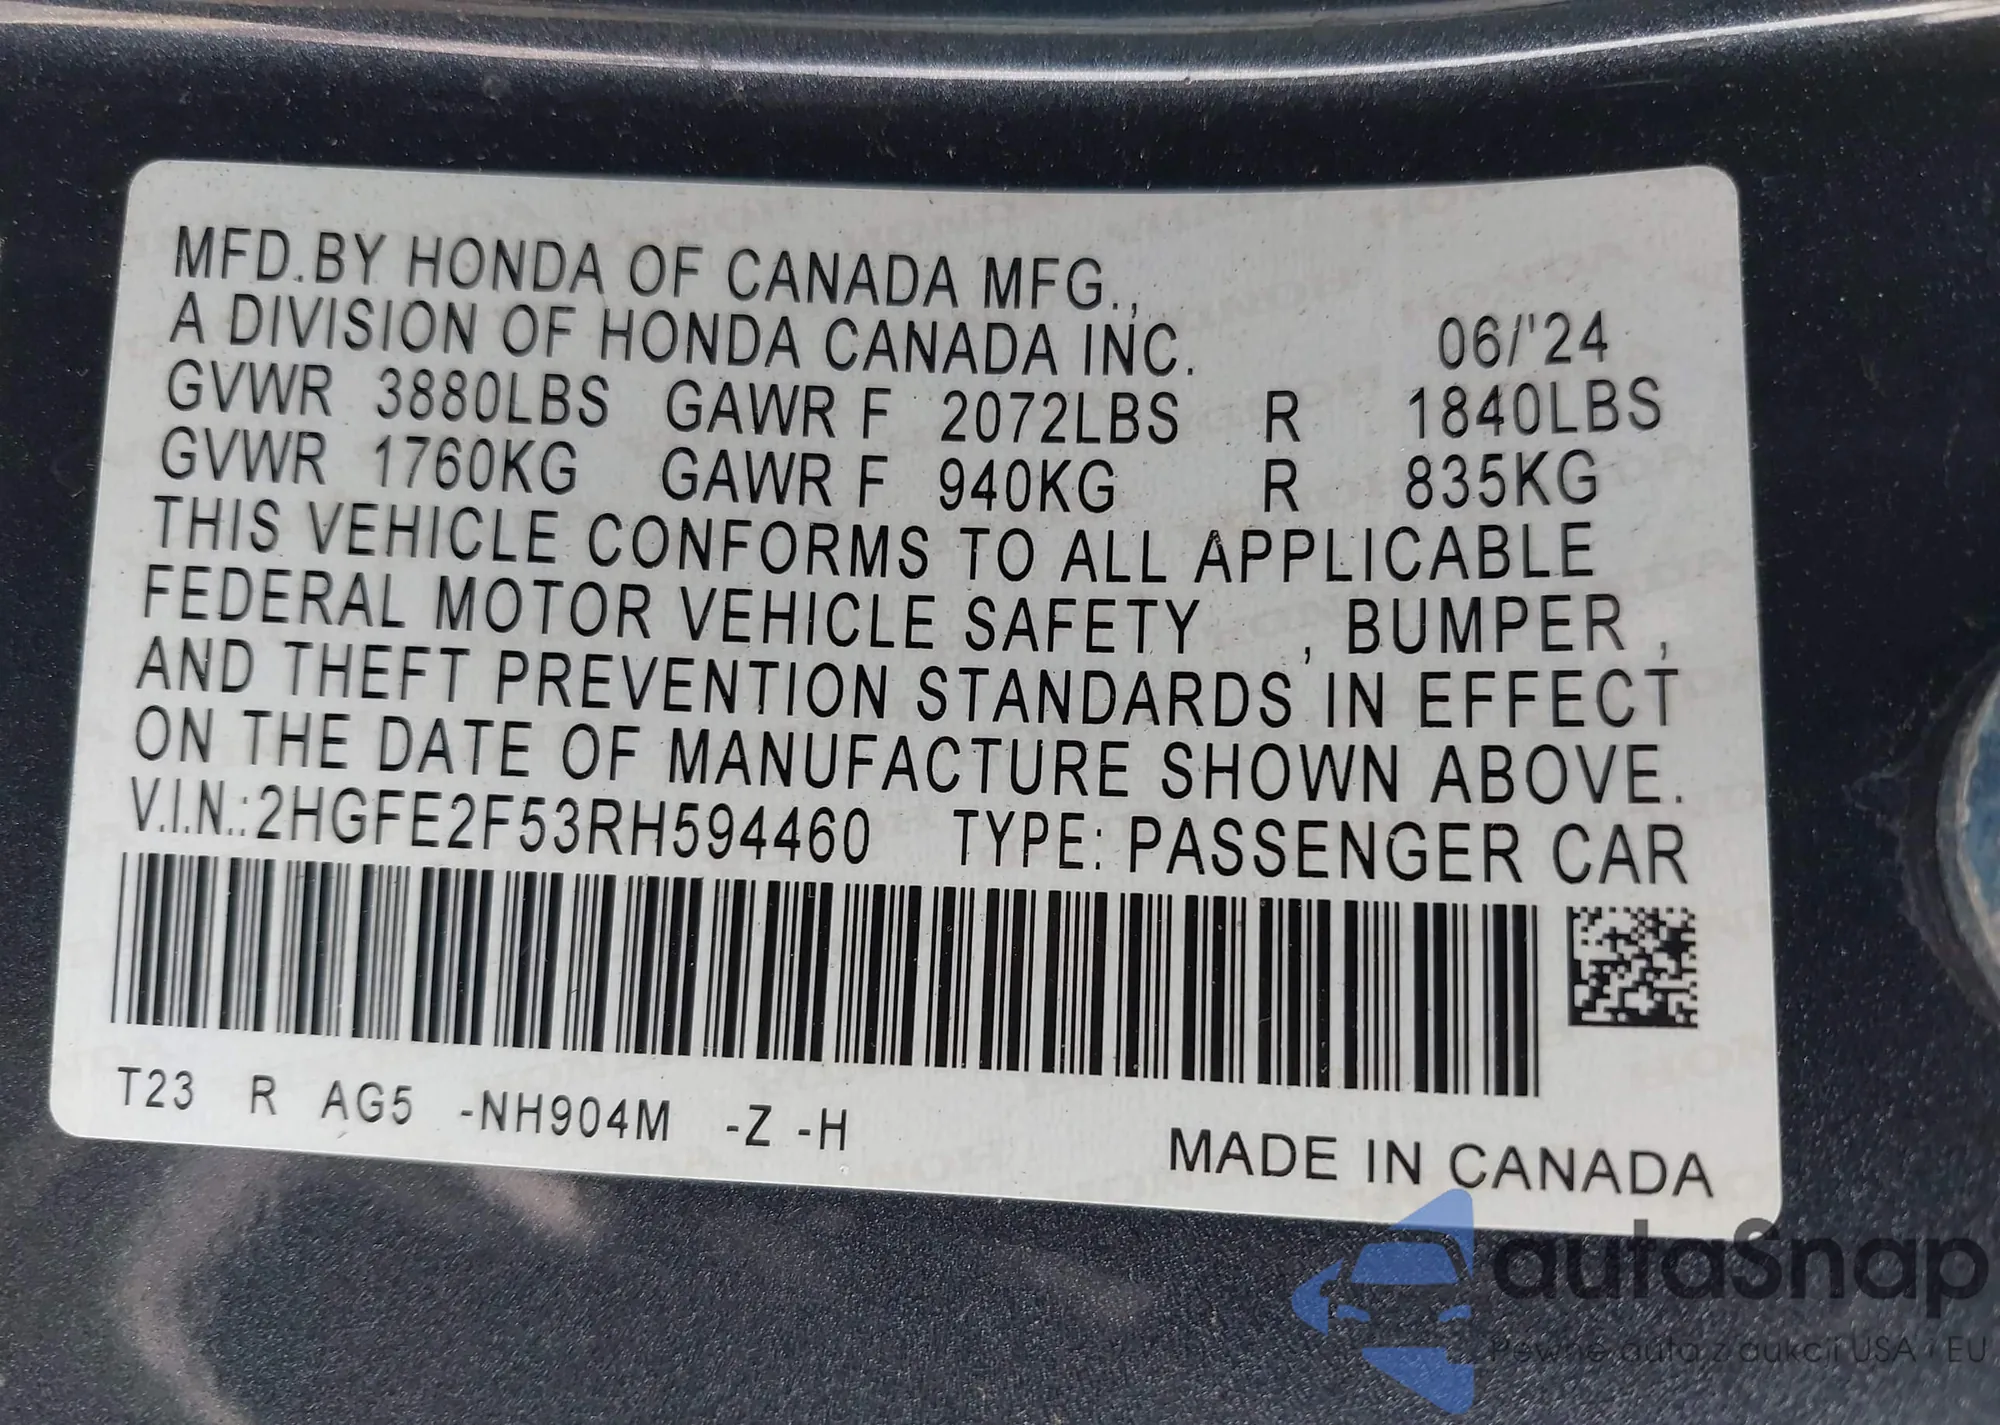 MFD.BY HONDA OF CANADA MFG.,
A DIVISION OF HONDA CANADA INC. 06/'24
GVWR 3880LBS GAWR F 2072LBS R 1840LBS
GVWR 1760KG GAWR F 940KG R 835KG
THIS VEHICLE CONFORMS TO ALL APPLICABLE
FEDERAL MOTOR VEHICLE SAFETY , BUMPER ,
AND THEFT PREVENTION STANDARDS IN EFFECT
ON THE DATE OF MANUFACTURE SHOWN ABOVE.
V.I.N.:2HGFE2F53RH594460 TYPE: PASSENGER CAR
T23 R AG5 -NH904M -Z -H
MADE IN CANADA
autaSnap
Pewne auta z aukcji USA i EU